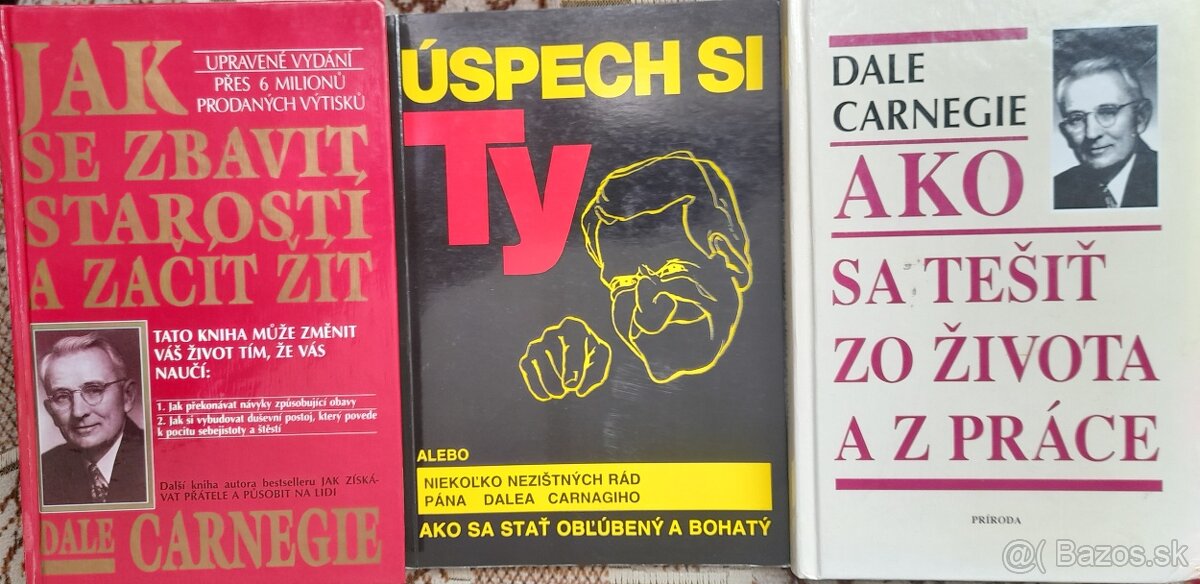 JAK
UPRAVENÉ VYDÁNÍ
PŘES 6 MILIONŮ
PRODANÝCH VÝTISKŮ
SE ZBAVIT
STAROSTÍ
A ZAČÍT ŽÍT
TATO KNIHA MŮŽE ZMĚNIT
VÁŠ ŽIVOT TÍM, ŽE VÁS
NAUČÍ:
1. Jak překonávat návyky způsobující obavy
2. Jak si vybudovat duševní postoj, který povede
k pocitu sebejistoty a štěstí
Další kniha autora bestselleru JAK ZÍSKÁ-
VAT PŘÁTELE A PŮSOBIT NA LIDI
DALE CARNEGIE
ÚSPECH SI
Ty
ALEBO
NIEKOĽKO NEZIŠTNÝCH RÁD
PÁNA DALEA CARNAGIHO
AKO SA STAŤ OBĽÚBENÝ A BOHATÝ
DALE
CARNEGIE
AKO
SA TEŠIŤ
ZO ŽIVOTA
A Z PRÁCE
PRÍRODA
@( Bazos.sk